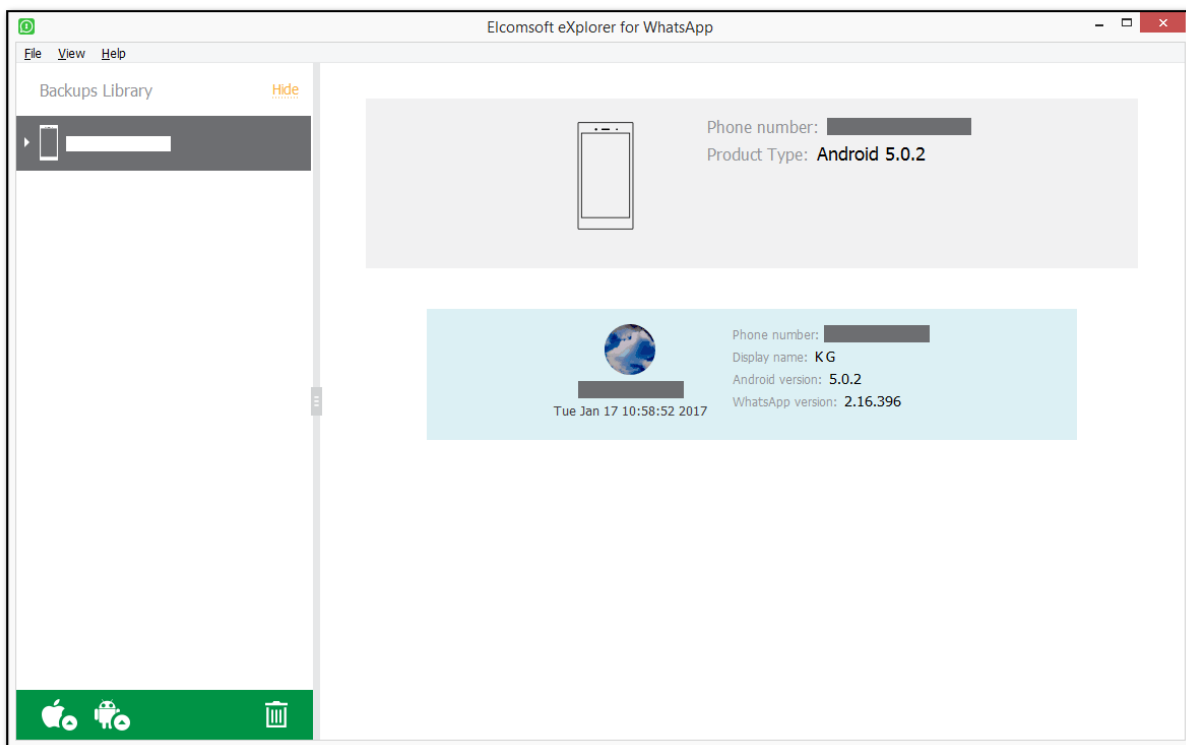 Elcomsoft eXplorer for WhatsApp
File View Help
Backups Library Hide
Phone number:
Product Type: Android 5.0.2
Phone number:
Display name: K G
Android version: 5.0.2
WhatsApp version: 2.16.396
Tue Jan 17 10:58:52 2017